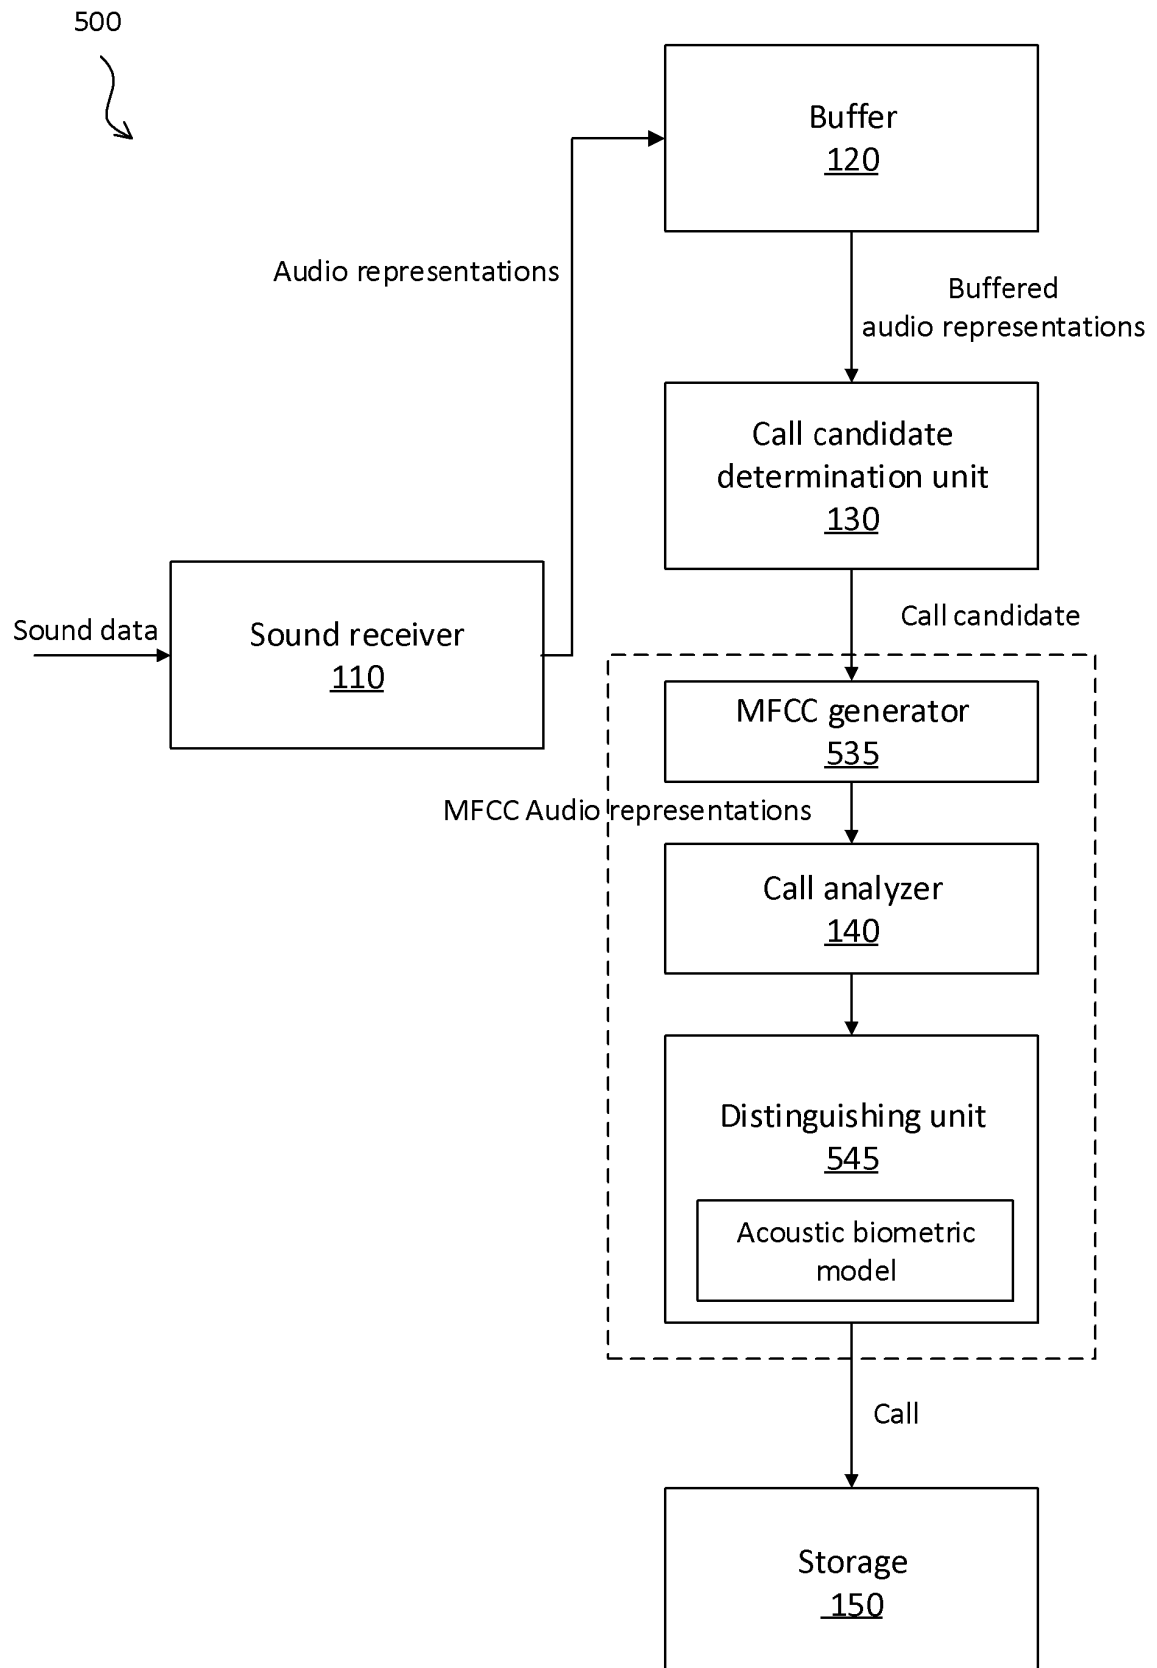 500
Buffer
120
Audio representations
Buffered
audio representations
Call candidate
determination unit
130
Sound data
Sound receiver
110
Call candidate
MFCC generator
535
MFCC Audio representations
Call analyzer
140
Distinguishing unit
545
Acoustic biometric
model
Call
Storage
150